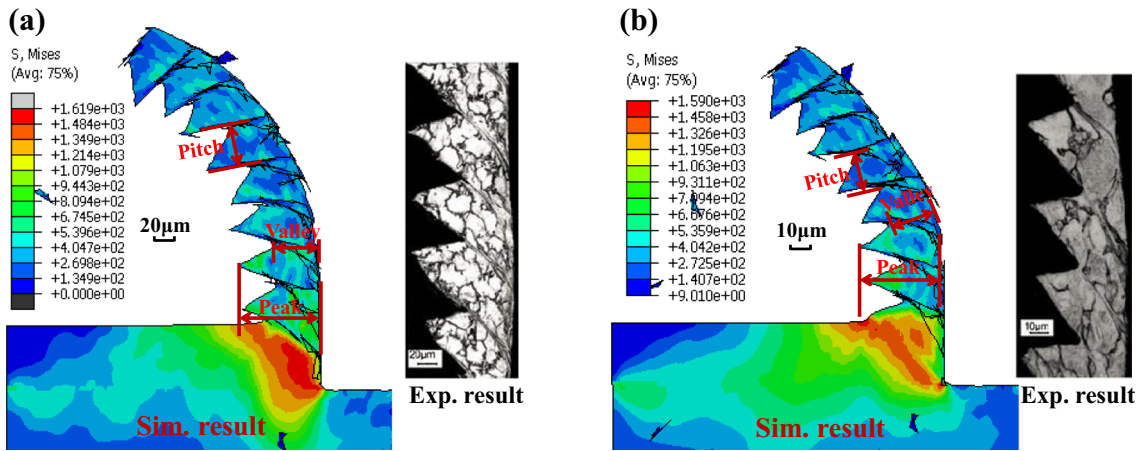 (a)
S, Mises
(Avg: 75%)
+1.619e+03
+1.484e+03
+1.349e+03
+1.214e+03
+1.079e+03
+9.443e+02
+8.094e+02
+6.745e+02
+5.396e+02
+4.047e+02
+2.698e+02
+1.349e+02
+0.000e+00
20μm
Pitch
Valley
Peak
Sim. result
20μm
Exp. result
(b)
S, Mises
(Avg: 75%)
+1.590e+03
+1.458e+03
+1.326e+03
+1.195e+03
+1.063e+03
+9.311e+02
+7.994e+02
+6.676e+02
+5.359e+02
+4.042e+02
+2.725e+02
+1.407e+02
+9.010e+00
10μm
Pitch
Valley
Peak
Sim. result
10μm
Exp. result